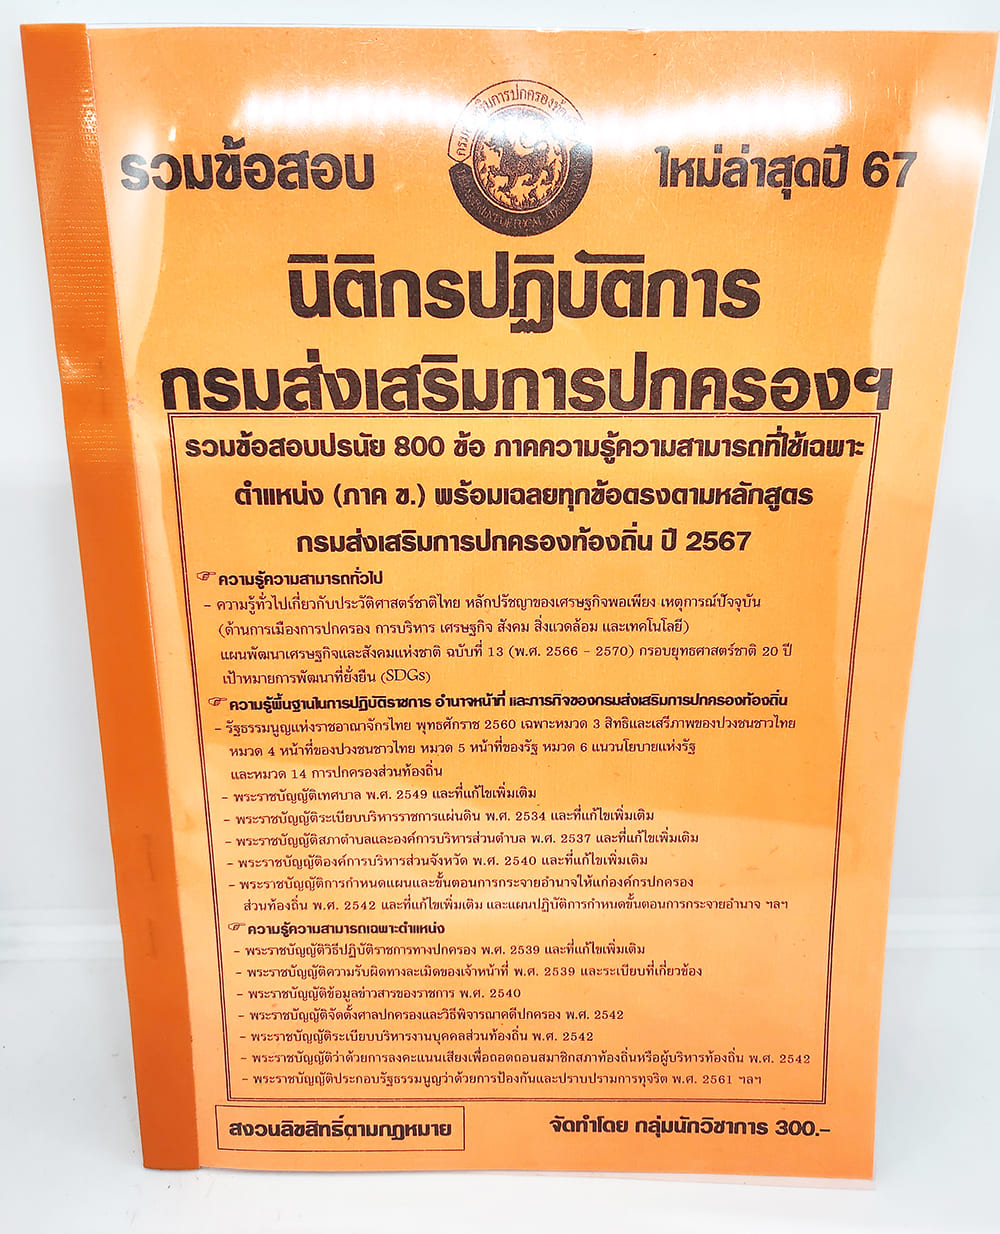 รวมข้อสอบ
ใหม่ล่าสุดปี 67
นิติกรปฏิบัติการ
กรมส่งเสริมการปกครองฯ
รวมข้อสอบปรนัย 800 ข้อ ภาคความรู้ความสามารถที่ใช้เฉพาะ
ตำแหน่ง (ภาค ข.) พร้อมเฉลยทุกข้อตรงตามหลักสูตร
กรมส่งเสริมการปกครองท้องถิ่น ปี 2567
ความรู้ความสามารถทั่วไป
- ความรู้ทั่วไปเกี่ยวกับประวัติศาสตร์ชาติไทย หลักปรัชญาของเศรษฐกิจพอเพียง เหตุการณ์ปัจจุบัน
(ด้านการเมืองการปกครอง การบริหาร เศรษฐกิจ สังคม สิ่งแวดล้อม และเทคโนโลยี)
แผนพัฒนาเศรษฐกิจและสังคมแห่งชาติ ฉบับที่ 13 (พ.ศ. 2566 - 2570) กรอบยุทธศาสตร์ชาติ 20 ปี
เป้าหมายการพัฒนาที่ยั่งยืน (SDGs)
ความรู้พื้นฐานในการปฏิบัติราชการ อำนาจหน้าที่ และภารกิจของกรมส่งเสริมการปกครองท้องถิ่น
- รัฐธรรมนูญแห่งราชอาณาจักรไทย พุทธศักราช 2560 เฉพาะหมวด 3 สิทธิและเสรีภาพของปวงชนชาวไทย
หมวด 4 หน้าที่ของปวงชนชาวไทย หมวด 5 หน้าที่ของรัฐ หมวด 6 แนวนโยบายแห่งรัฐ
และหมวด 14 การปกครองส่วนท้องถิ่น
- พระราชบัญญัติเทศบาล พ.ศ. 2549 และที่แก้ไขเพิ่มเติม
- พระราชบัญญัติระเบียบบริหารราชการแผ่นดิน พ.ศ. 2534 และที่แก้ไขเพิ่มเติม
- พระราชบัญญัติสภาตำบลและองค์การบริหารส่วนตำบล พ.ศ. 2537 และที่แก้ไขเพิ่มเติม
- พระราชบัญญัติองค์การบริหารส่วนจังหวัด พ.ศ. 2540 และที่แก้ไขเพิ่มเติม
- พระราชบัญญัติการกำหนดแผนและขั้นตอนการกระจายอำนาจให้แก่องค์กรปกครอง
ส่วนท้องถิ่น พ.ศ. 2542 และที่แก้ไขเพิ่มเติม และแผนปฏิบัติการกำหนดขั้นตอนการกระจายอำนาจ ฯลฯ
ความรู้ความสามารถเฉพาะตำแหน่ง
- พระราชบัญญัติวิธีปฏิบัติราชการทางปกครอง พ.ศ. 2539 และที่แก้ไขเพิ่มเติม
- พระราชบัญญัติความรับผิดทางละเมิดของเจ้าหน้าที่ พ.ศ. 2539 และระเบียบที่เกี่ยวข้อง
- พระราชบัญญัติข้อมูลข่าวสารของราชการ พ.ศ. 2540
- พระราชบัญญัติจัดตั้งศาลปกครองและวิธีพิจารณาคดีปกครอง พ.ศ. 2542
- พระราชบัญญัติระเบียบบริหารงานบุคคลส่วนท้องถิ่น พ.ศ. 2542
- พระราชบัญญัติว่าด้วยการลงคะแนนเสียงเพื่อถอดถอนสมาชิกสภาท้องถิ่นหรือผู้บริหารท้องถิ่น พ.ศ. 2542
- พระราชบัญญัติประกอบรัฐธรรมนูญว่าด้วยการป้องกันและปราบปรามการทุจริต พ.ศ. 2561 ฯลฯ
สงวนลิขสิทธิ์ตามกฎหมาย
จัดทำโดย กลุ่มนักวิชาการ 300.-